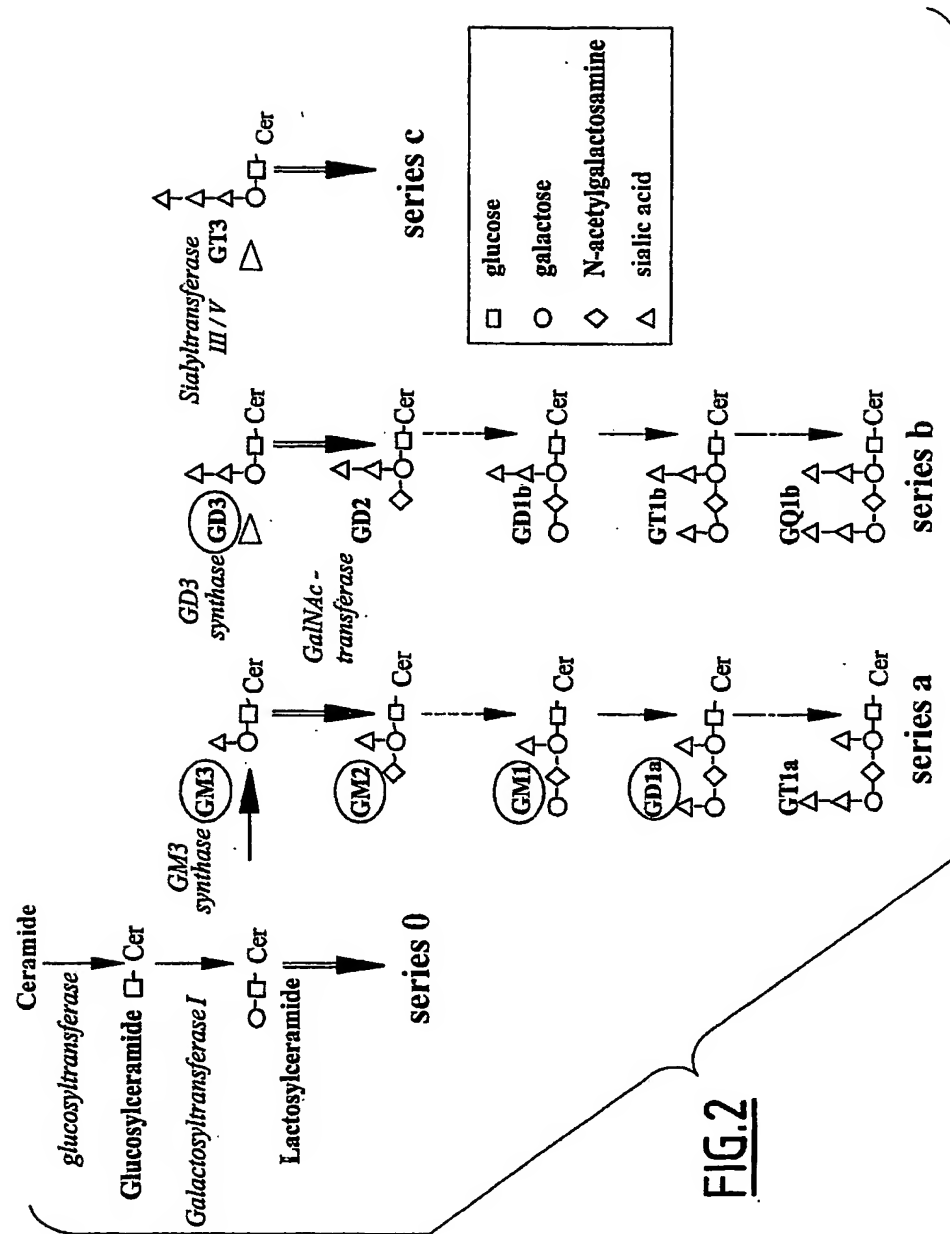 Ceramide
glucosyltransferase
Glucosylceramide
Cer
Galactosyltransferase I
Cer
Lactosylceramide
series 0
GM3
synthase
GM3
Cer
GM2
Cer
GM1
Cer
GD1a
Cer
GT1a
Cer
series a
GD3
synthase
GD3
Cer
GalNAc -
transférase
GD2
Cer
GD1b
Cer
GT1b
Cer
GQ1b
Cer
series b
Sialyltransferase
III / V
GT3
Cer
series c
glucose
galactose
N-acetylgalactosamine
sialic acid
FIG.2